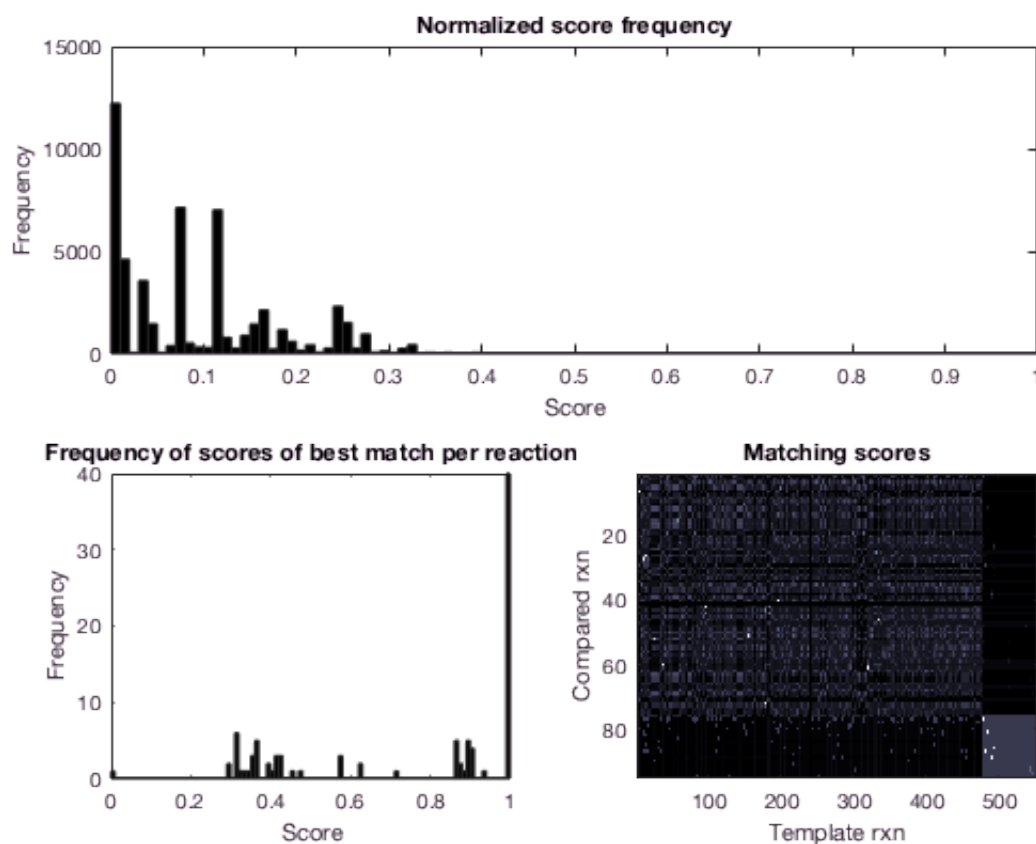 Normalized score frequency
15000
10000
5000
0
Frequency
0 0.1 0.2 0.3 0.4 0.5 0.6 0.7 0.8 0.9 1
Score
Frequency of scores of best match per reaction
40
30
20
10
0
Frequency
0 0.2 0.4 0.6 0.8 1
Score
Matching scores
20
40
60
80
Compared rxn
100 200 300 400 500
Template rxn